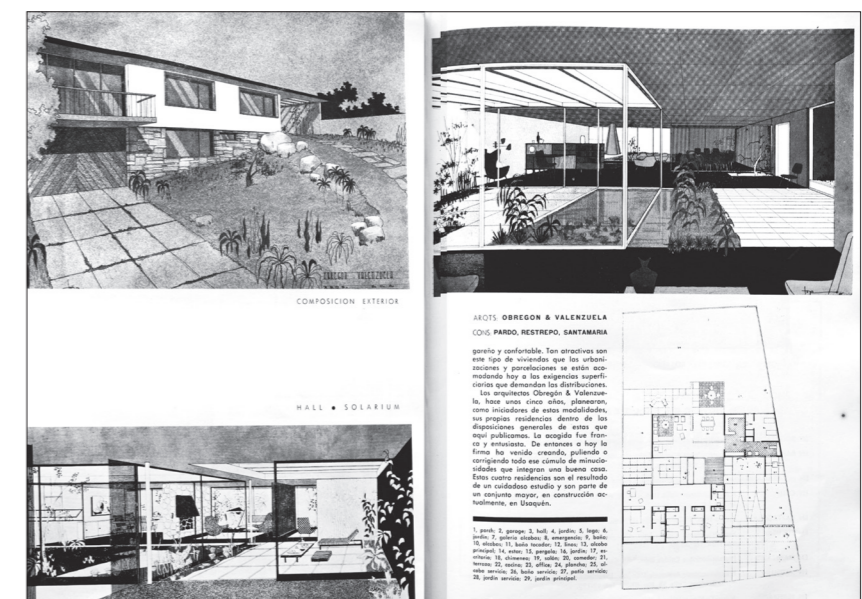 OBREGON VALENZUELA
COMPOSICION EXTERIOR
HALL • SOLARIUM
ARQTS. OBREGON & VALENZUELA
CONS. PARDO, RESTREPO, SANTAMARIA
gareño y confortable. Tan atractivas son
este tipo de viviendas que las urbani-
zaciones y parcelaciones se están aco-
modando hoy a las exigencias superfi-
ciarias que demandan las distribuciones.
Los arquitectos Obregón & Valenzue-
la, hace unos cinco años, planearon,
como iniciadores de estas modalidades,
sus propias residencias dentro de las
disposiciones generales de estas que
aquí publicamos. La acogida fue fran-
ca y entusiasta. De entonces a hoy la
firma ha venido creando, puliendo o
corrigiendo todo ese cúmulo de minucio-
sidades que integran una buena casa.
Estas cuatro residencias son el resultado
de un cuidadoso estudio y son parte de
un conjunto mayor, en construcción ac-
tualmente, en Usaquén.
1, porch; 2, garage; 3, hall; 4, jardín; 5, lago; 6,
jardín; 7, galería alcobas; 8, emergencia; 9, baño;
10, alcobas; 11, baño tocador; 12, linos; 13, alcoba
principal; 14, estar; 15, pergola; 16, jardín; 17, es-
critorio; 18, chimenea; 19, salón; 20, comedor; 21,
terraza; 22, cocina; 23, office; 24, plancha; 25, al-
coba servicio; 26, baño servicio; 27, patio servicio;
28, jardín servicio; 29, jardín principal.